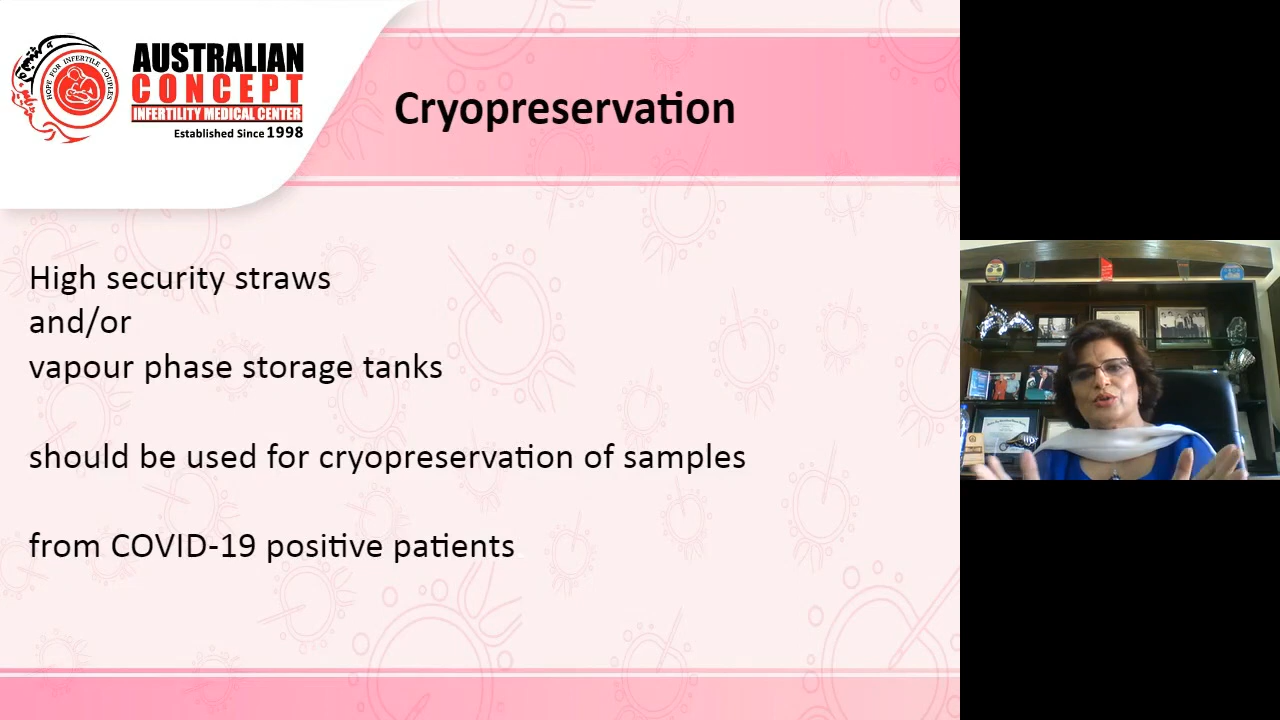 HOPE FOR INFERTILE COUPLES
AUSTRALIAN
CONCEPT
INFERTILITY MEDICAL CENTER
Established Since 1998
Cryopreservation
High security straws
and/or
vapour phase storage tanks
should be used for cryopreservation of samples
from COVID-19 positive patients